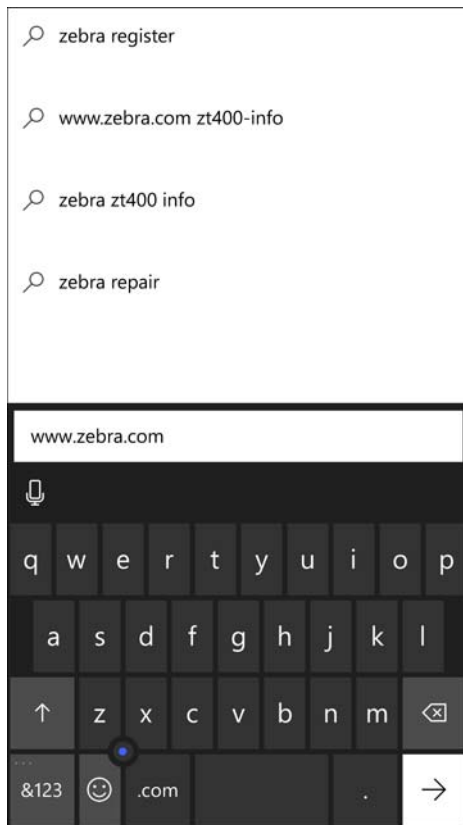 zebra register
www.zebra.com zt400-info
zebra zt400 info
zebra repair
www.zebra.com
q w e r t y u i o p
a s d f g h j k l
z x c v b n m
&123 .com .